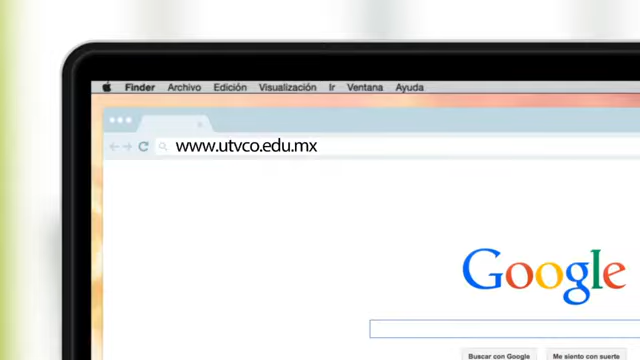 Finder Archivo Edición Visualización Ir Ventana Ayuda
www.utvco.edu.mx
Google
Buscar con Google Me siento con suerte